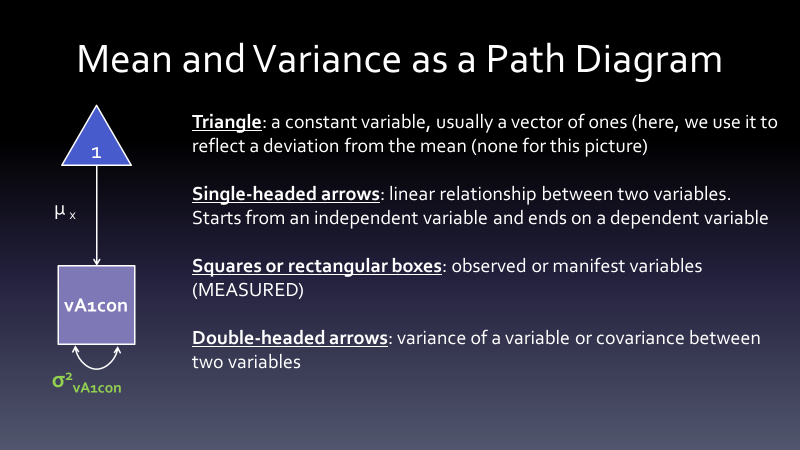 Mean and Variance as a Path Diagram
1
μ x
vA1con
σ²vA1con
Triangle: a constant variable, usually a vector of ones (here, we use it to
reflect a deviation from the mean (none for this picture)
Single-headed arrows: linear relationship between two variables.
Starts from an independent variable and ends on a dependent variable
Squares or rectangular boxes: observed or manifest variables
(MEASURED)
Double-headed arrows: variance of a variable or covariance between
two variables